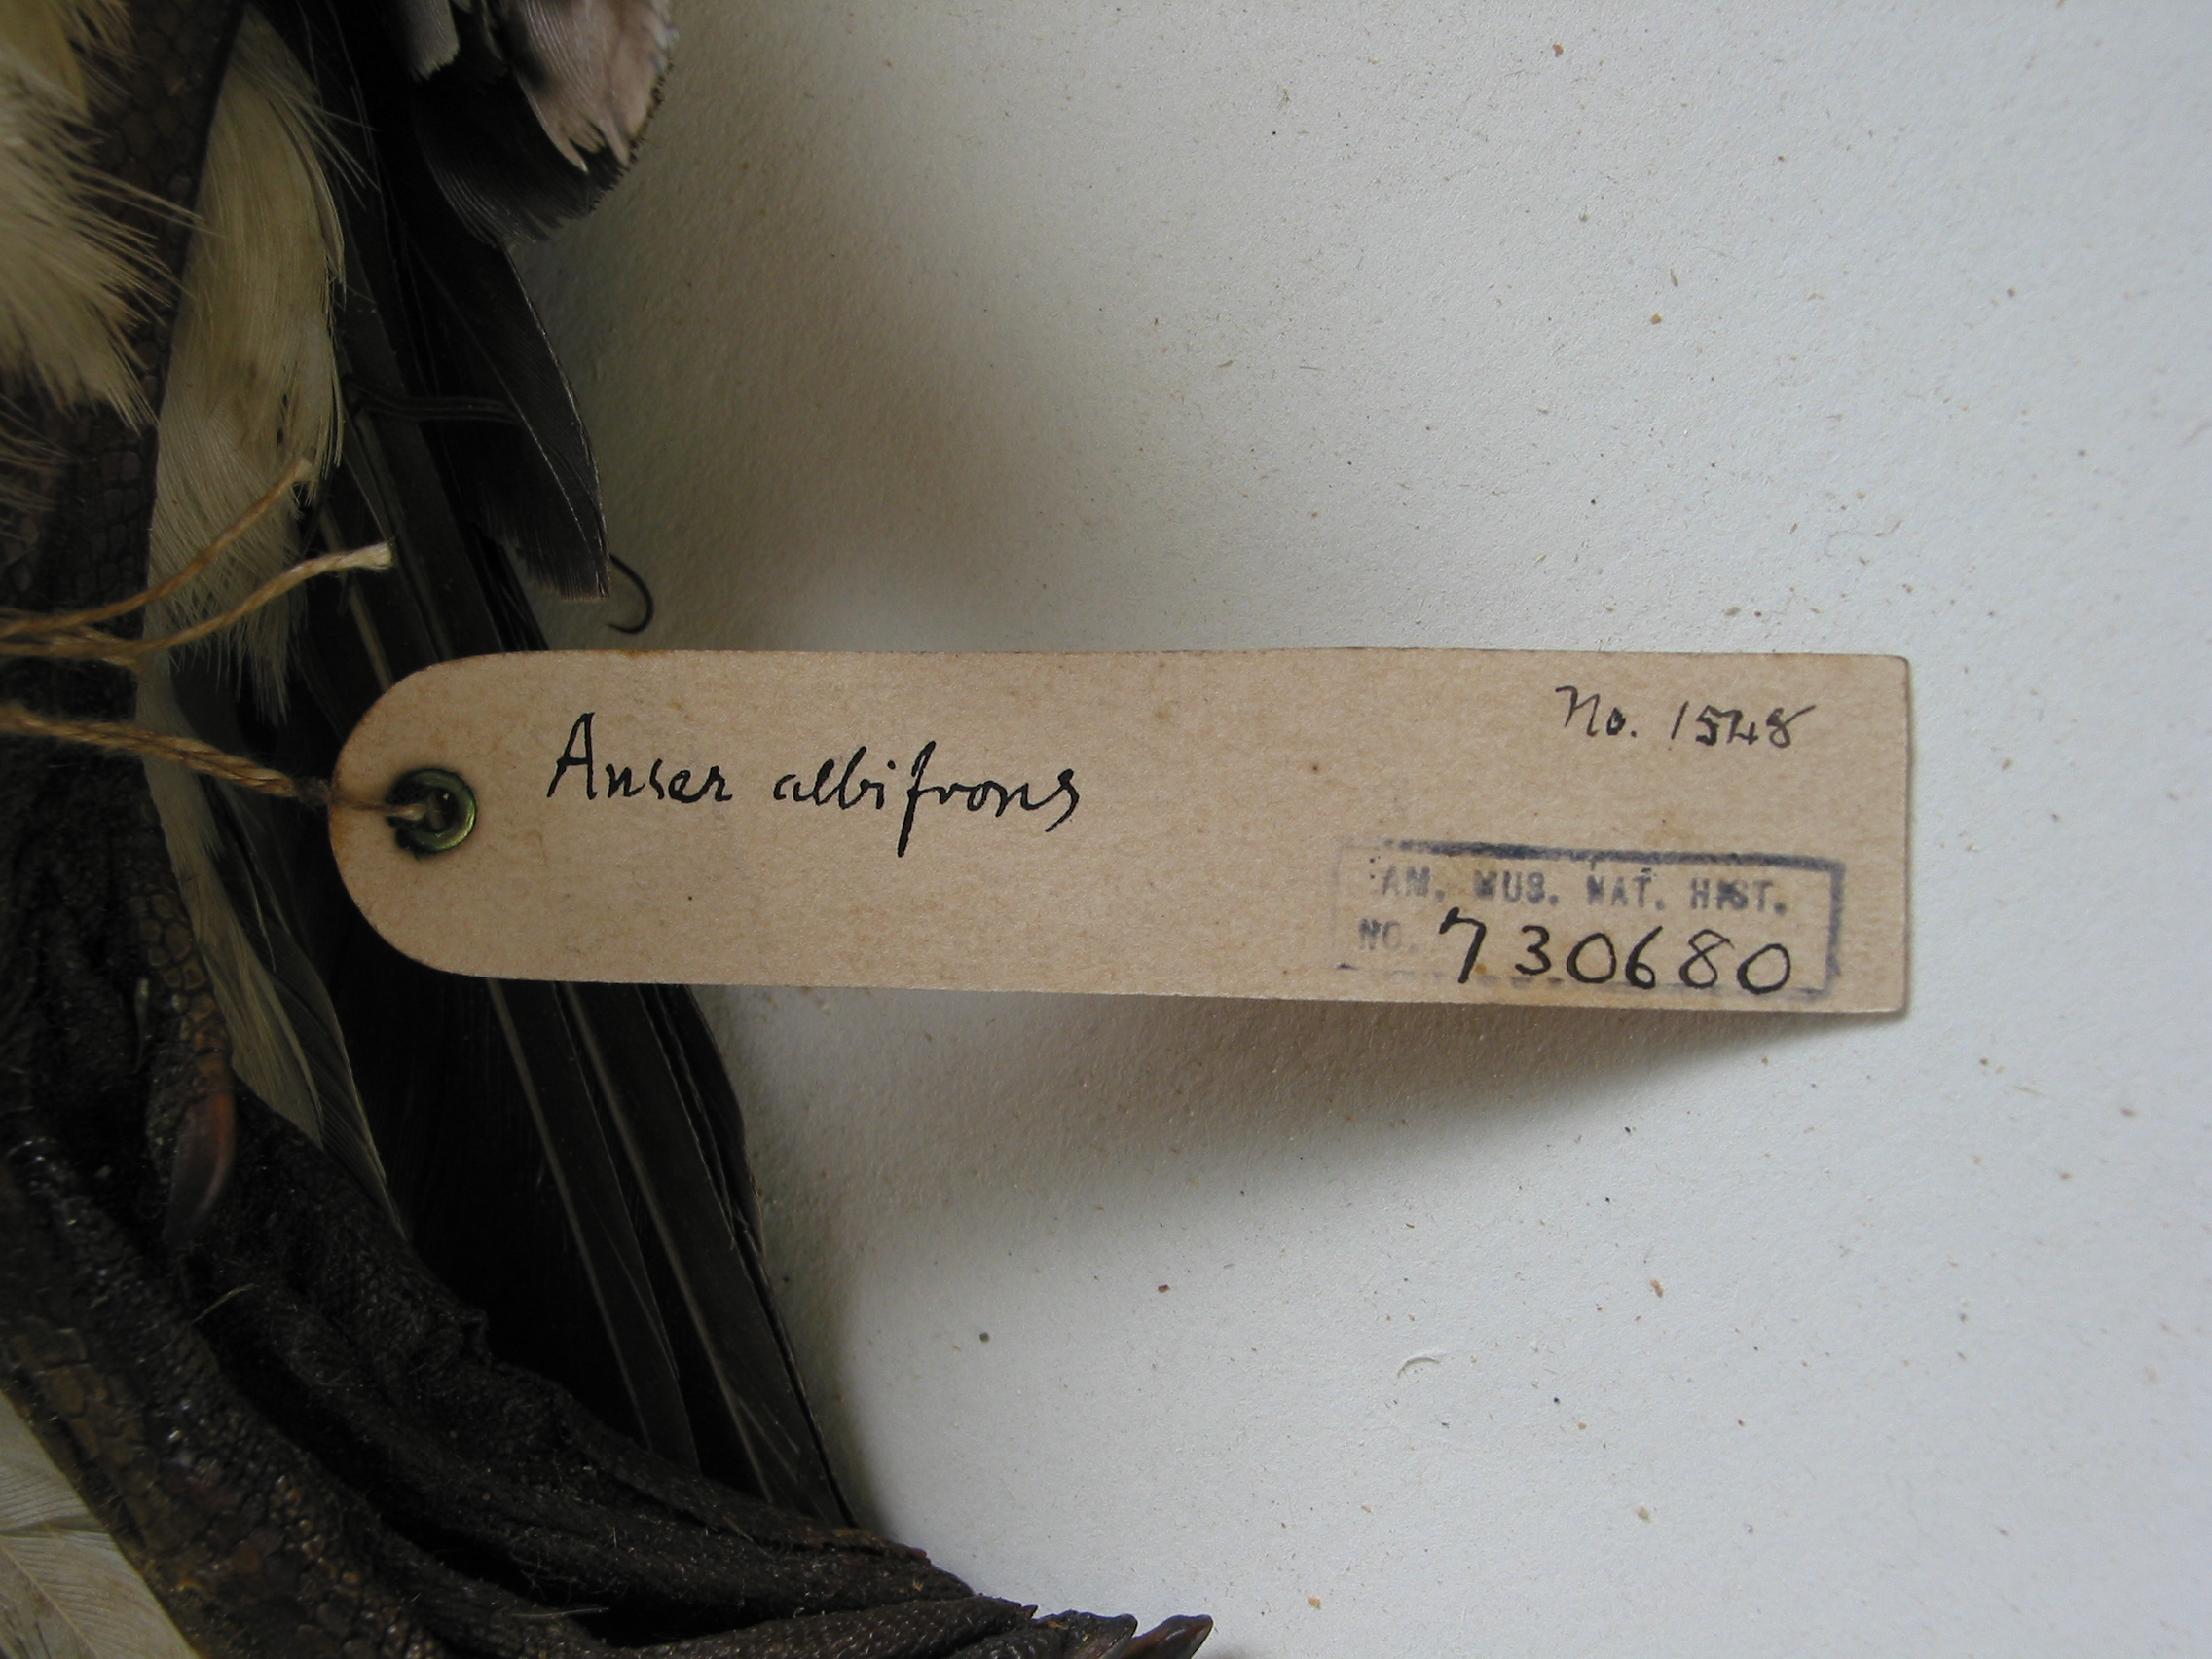 No. 1548
Anser albifrons
AM. MUS. NAT. HIST.
NO. 730680